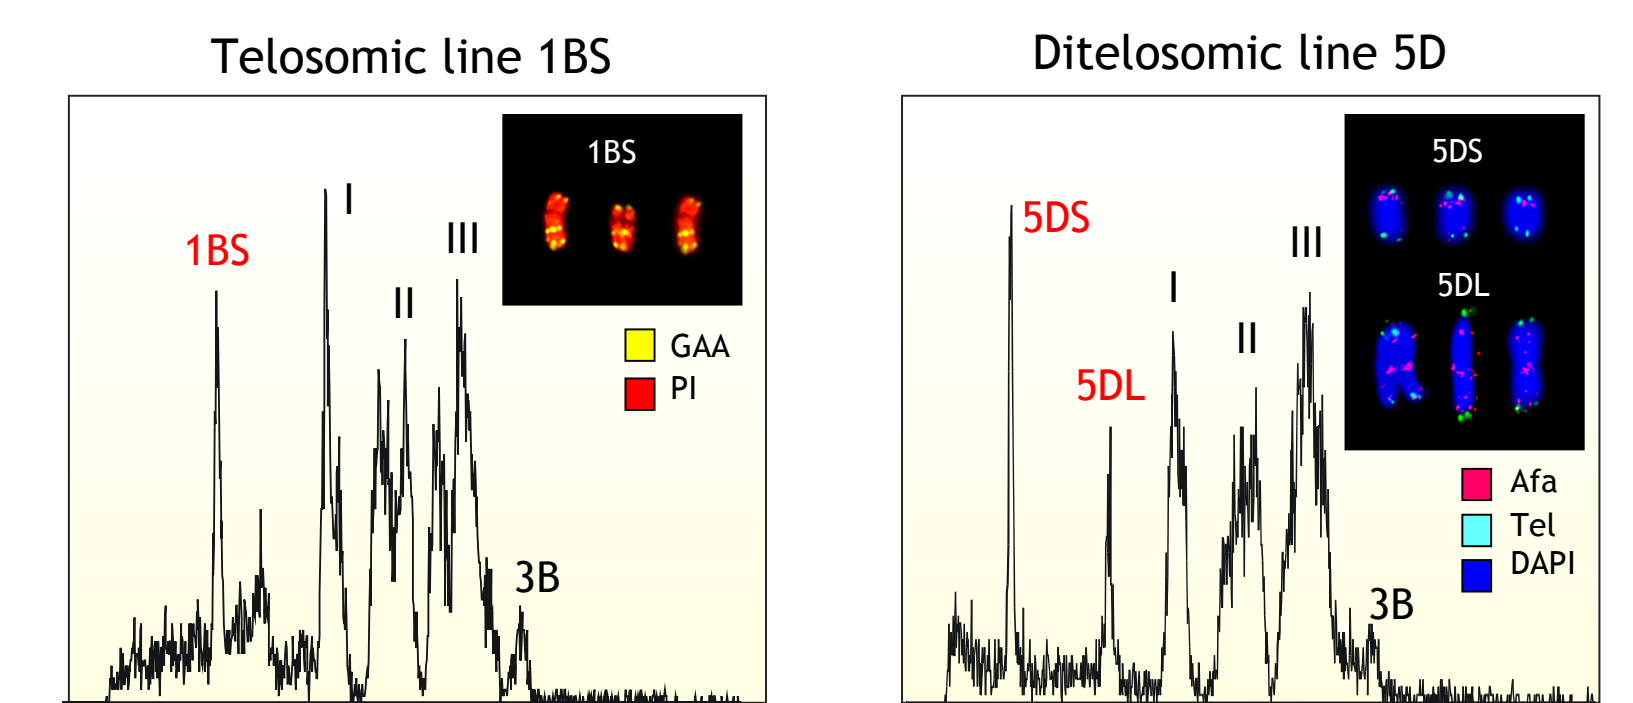 Telosomic line 1BS
1BS
I
II
III
3B
1BS
GAA
PI
Ditelosomic line 5D
5DS
5DL
I
II
III
3B
5DS
5DL
Afa
Tel
DAPI